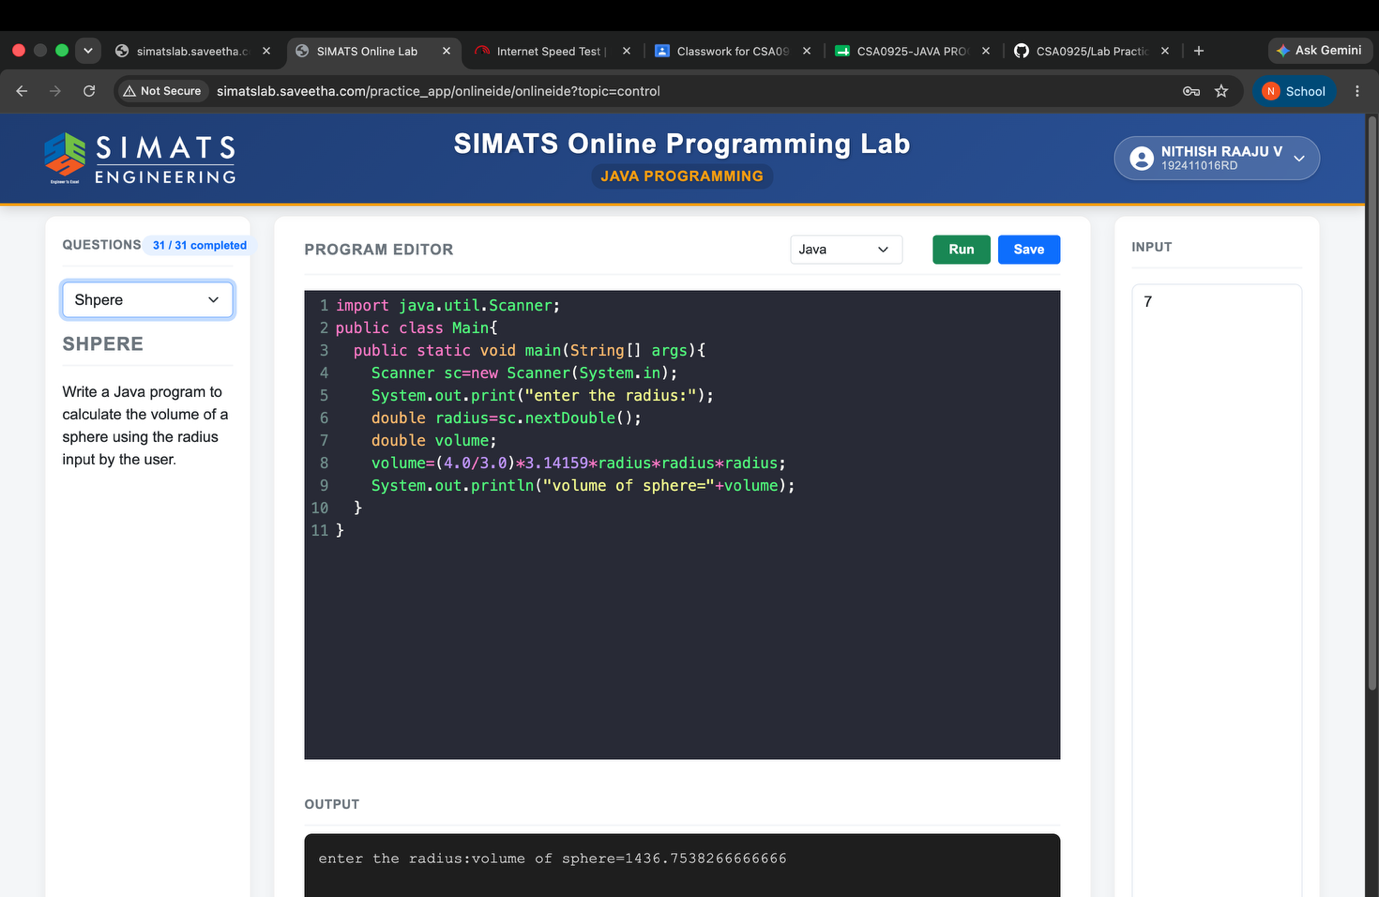 simatslab.saveetha.c
SIMATS Online Lab
Internet Speed Test |
Classwork for CSA09
CSA0925-JAVA PRO
CSA0925/Lab Practic
Ask Gemini
Not Secure
simatslab.saveetha.com/practice_app/onlineide/onlineide?topic=control
N School
SIMATS
ENGINEERING
SIMATS Online Programming Lab
JAVA PROGRAMMING
NITHISH RAAJU V
192411016RD
QUESTIONS 31 / 31 completed
Shpere
SHPERE
Write a Java program to
calculate the volume of a
sphere using the radius
input by the user.
PROGRAM EDITOR
Java
Run
Save
1 import java.util.Scanner;
2 public class Main{
3 public static void main(String[] args){
4 Scanner sc=new Scanner(System.in);
5 System.out.print("enter the radius:");
6 double radius=sc.nextDouble();
7 double volume;
8 volume=(4.0/3.0)*3.14159*radius*radius*radius;
9 System.out.println("volume of sphere="+volume);
10 }
11 }
OUTPUT
enter the radius:volume of sphere=1436.7538266666666
INPUT
7